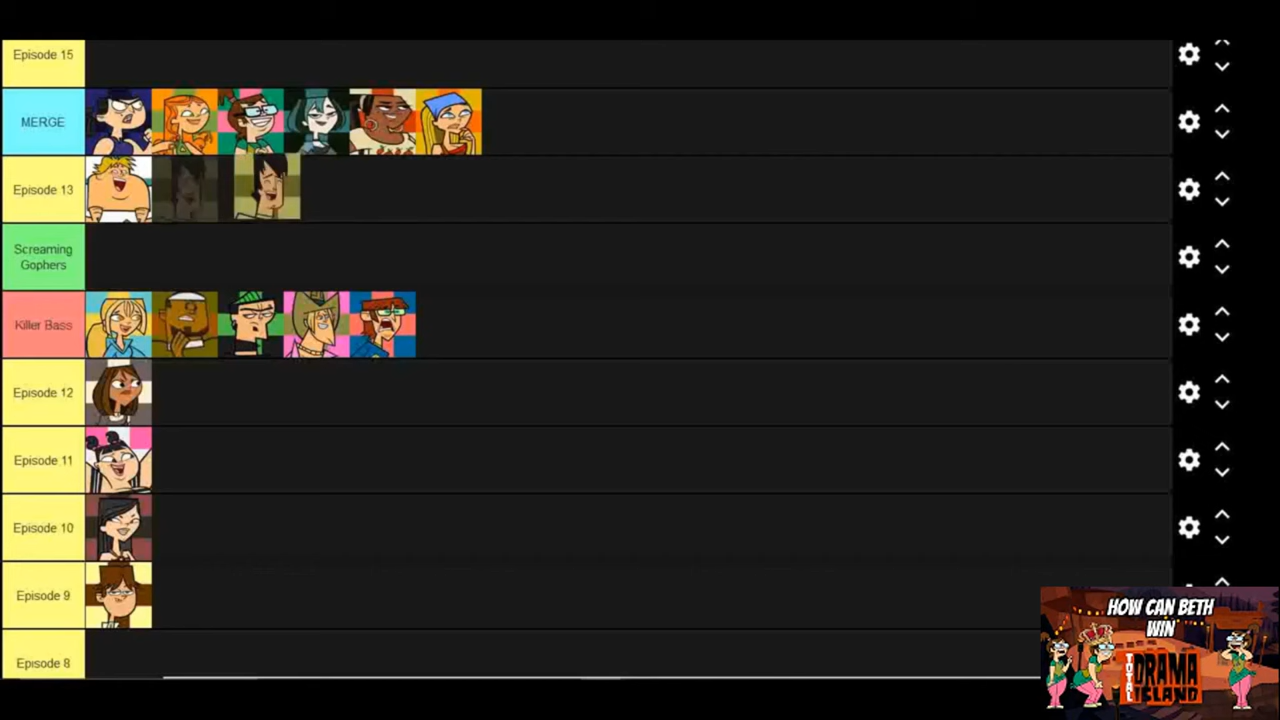 Episode 15
MERGE
Episode 13
Screaming
Gophers
Killer Bass
Episode 12
Episode 11
Episode 10
Episode 9
Episode 8
HOW CAN BETH
WIN
TOTAL
DRAMA
ISLAND